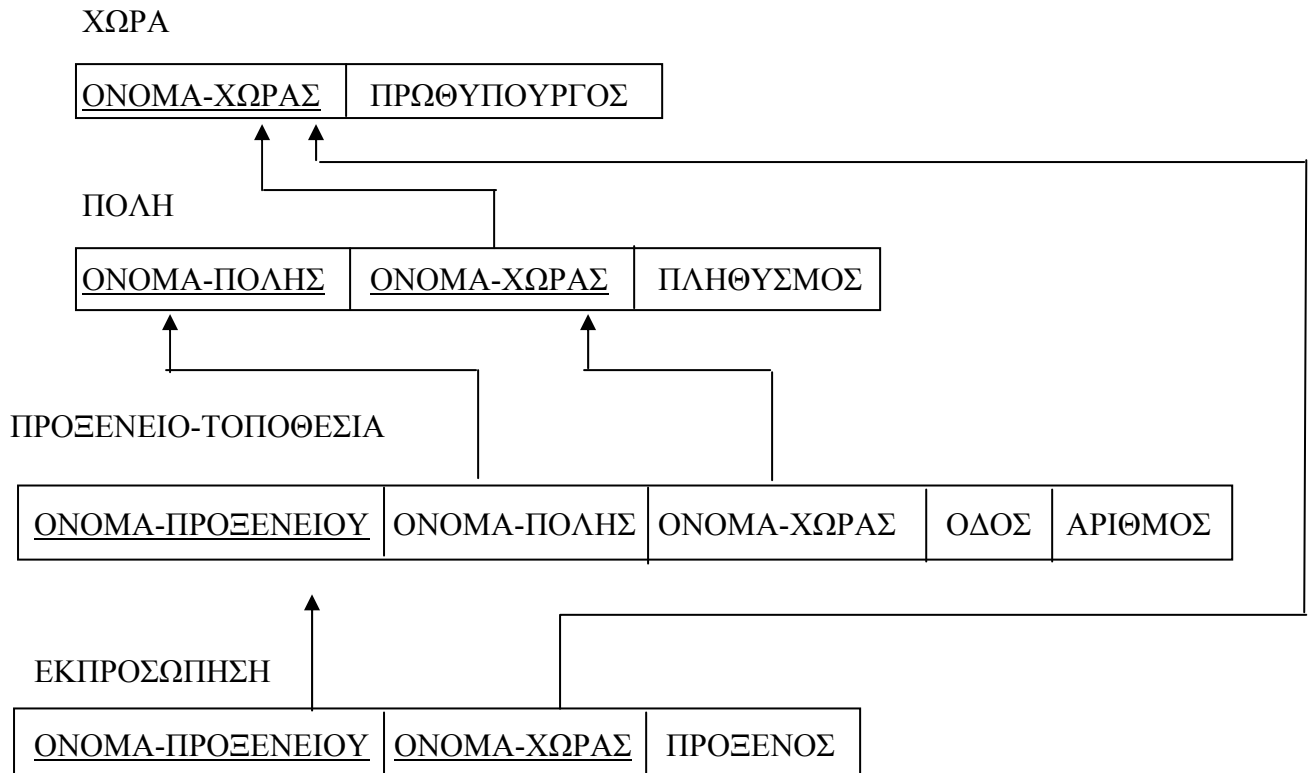 ΧΩΡΑ
ΟΝΟΜΑ-ΧΩΡΑΣ ΠΡΩΘΥΠΟΥΡΓΟΣ
ΠΟΛΗ
ΟΝΟΜΑ-ΠΟΛΗΣ ΟΝΟΜΑ-ΧΩΡΑΣ ΠΛΗΘΥΣΜΟΣ
ΠΡΟΞΕΝΕΙΟ-ΤΟΠΟΘΕΣΙΑ
ΟΝΟΜΑ-ΠΡΟΞΕΝΕΙΟΥ ΟΝΟΜΑ-ΠΟΛΗΣ ΟΝΟΜΑ-ΧΩΡΑΣ ΟΔΟΣ ΑΡΙΘΜΟΣ
ΕΚΠΡΟΣΩΠΗΣΗ
ΟΝΟΜΑ-ΠΡΟΞΕΝΕΙΟΥ ΟΝΟΜΑ-ΧΩΡΑΣ ΠΡΟΞΕΝΟΣ